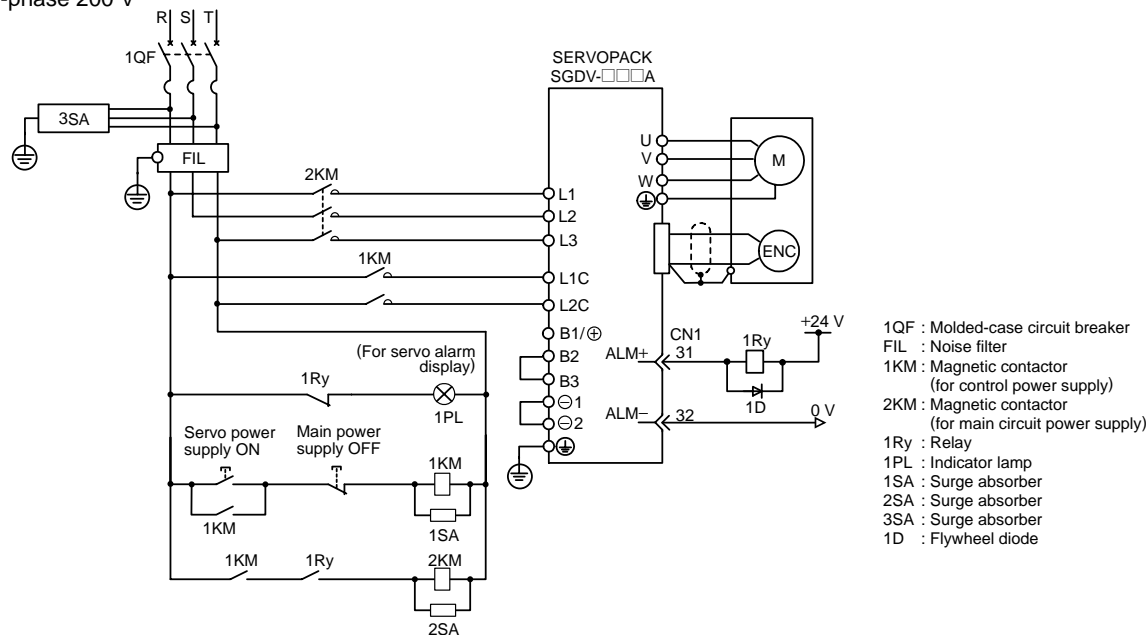 -phase 200 V
R S T
1QF
3SA
FIL
2KM
1KM
SERVOPACK
SGDV-□□□A
L1
L2
L3
L1C
L2C
B1/⊕
B2
B3
⊖1
⊖2
U
V
W
M
ENC
CN1
ALM+ 31
ALM− 32
1Ry
1D
+24 V
0 V
(For servo alarm
display)
1Ry
1PL
Servo power
supply ON
Main power
supply OFF
1KM
1KM
1SA
1KM
1Ry
2KM
2SA
1QF : Molded-case circuit breaker
FIL : Noise filter
1KM : Magnetic contactor
(for control power supply)
2KM : Magnetic contactor
(for main circuit power supply)
1Ry : Relay
1PL : Indicator lamp
1SA : Surge absorber
2SA : Surge absorber
3SA : Surge absorber
1D : Flywheel diode